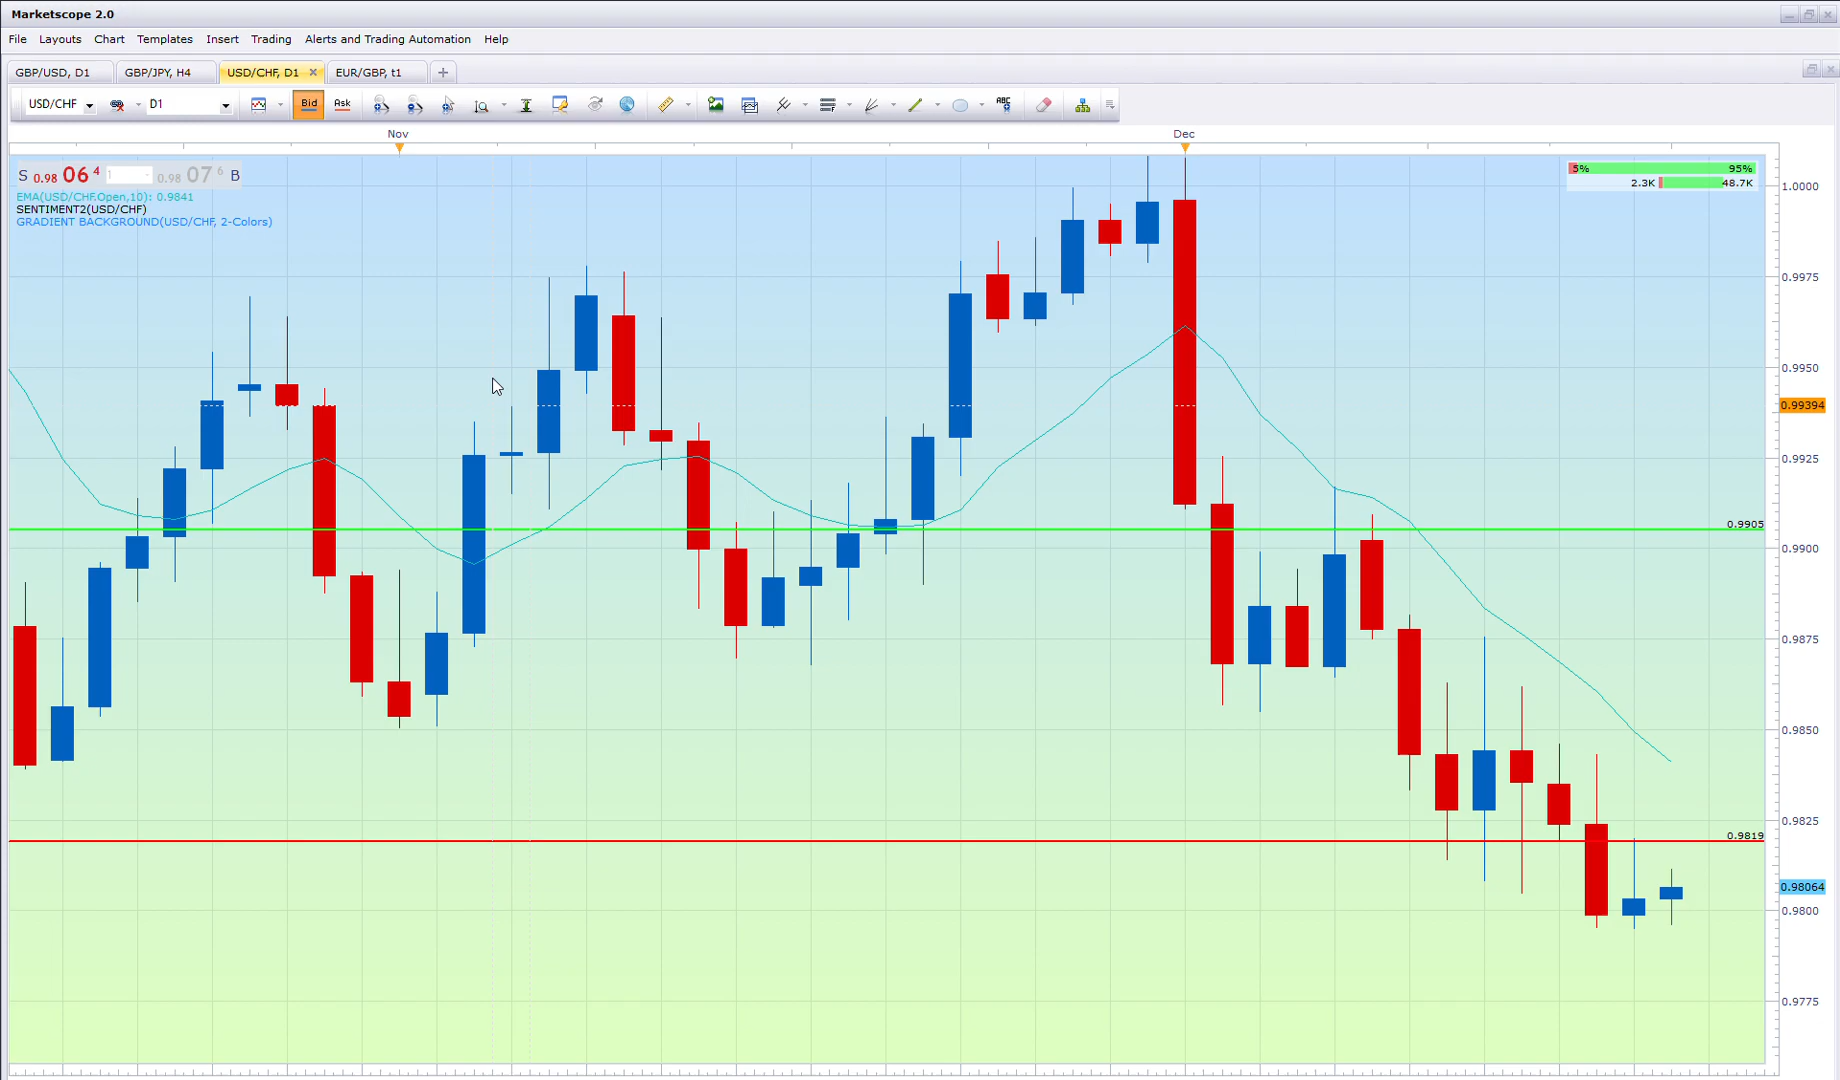 Marketscope 2.0
File Layouts Chart Templates Insert Trading Alerts and Trading Automation Help
GBP/USD, D1 GBP/JPY, H4 USD/CHF, D1 EUR/GBP, t1
USD/CHF D1 Bid Ask ABC
Nov Dec
S 0.98 06 4 1 0.98 07 6 B
5% 95%
2.3K 48.7K
EMA(USD/CHF.Open,10): 0.9841
SENTIMENT2(USD/CHF)
GRADIENT BACKGROUND(USD/CHF, 2-Colors)
1.0000
0.9975
0.9950
0.99394
0.9925
0.9905
0.9900
0.9875
0.9850
0.9825
0.9819
0.98064
0.9800
0.9775